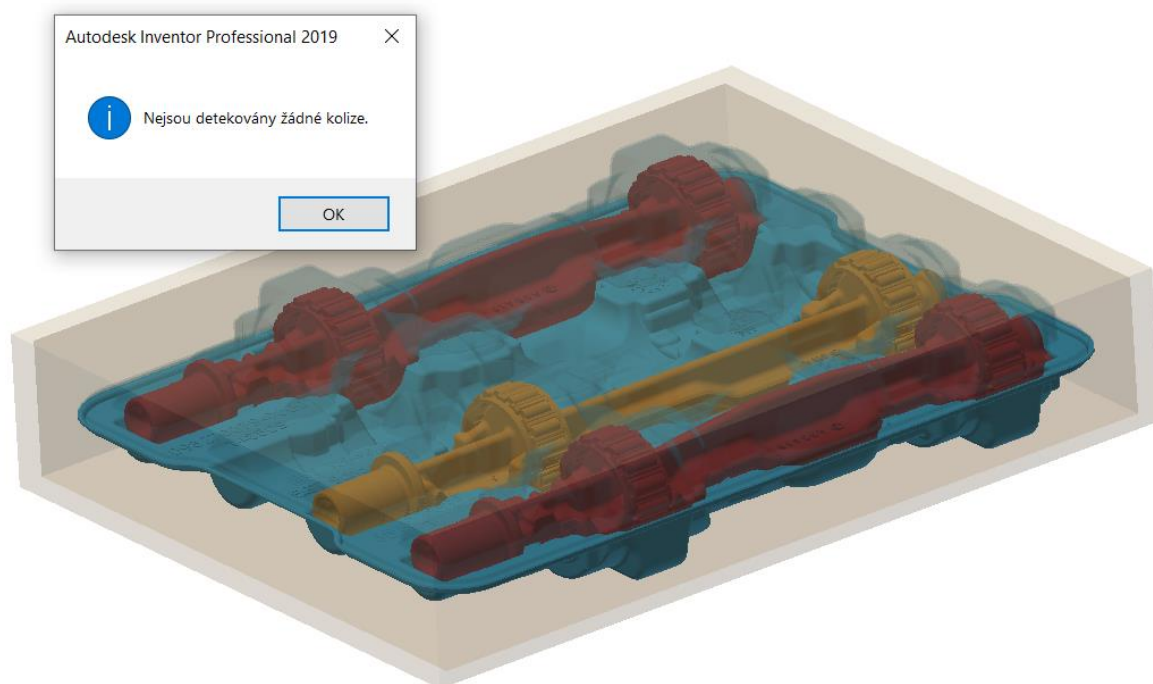 Autodesk Inventor Professional 2019
Nejsou detekovány žádné kolize.
OK